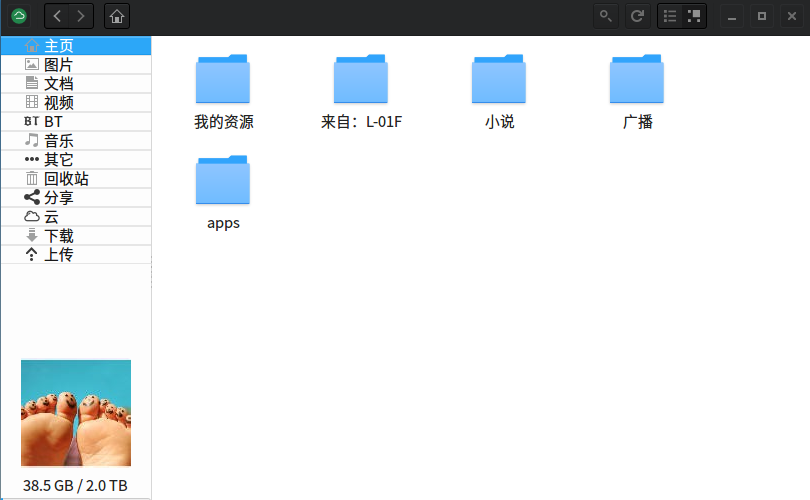 主页
图片
文档
视频
BT BT
音乐
其它
回收站
分享
云
下载
上传
我的资源
来自：L-01F
小说
广播
apps
38.5 GB / 2.0 TB